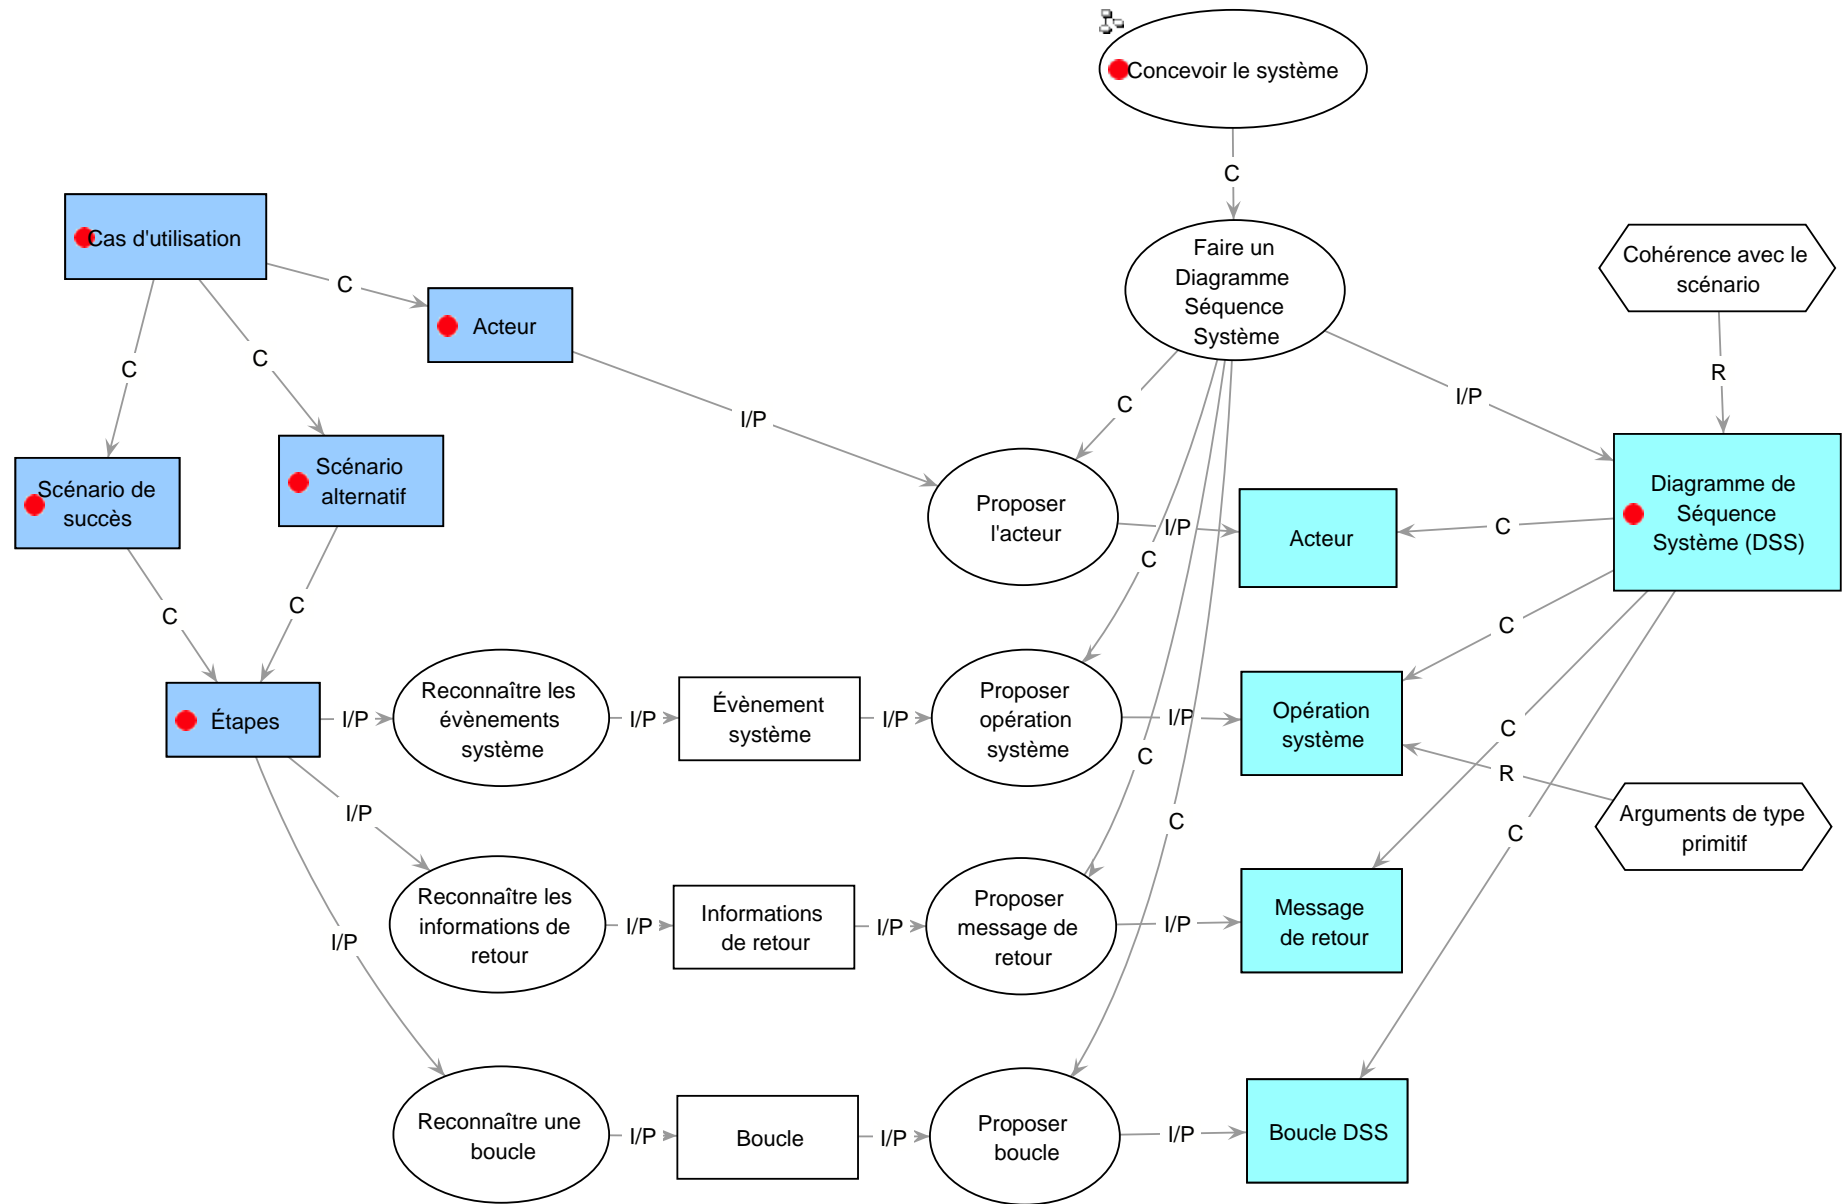 Concevoir le système
C
Cas d'utilisation
Faire un
Diagramme
Séquence
Système
Cohérence avec le
scénario
C
Acteur
C
C
I/P
C
I/P
R
Scénario de
succès
Scénario
alternatif
Proposer
l'acteur
I/P
Acteur
C
Diagramme de
Séquence
Système (DSS)
C
C
C
C
Étapes
I/P
Reconnaître les
évènements
système
I/P
Évènement
système
I/P
Proposer
opération
système
I/P
Opération
système
C
C
R
Arguments de type
primitif
I/P
C
C
I/P
Reconnaître les
informations de
retour
I/P
Informations
de retour
I/P
Proposer
message de
retour
I/P
Message
de retour
Reconnaître une
boucle
I/P
Boucle
I/P
Proposer
boucle
I/P
Boucle DSS